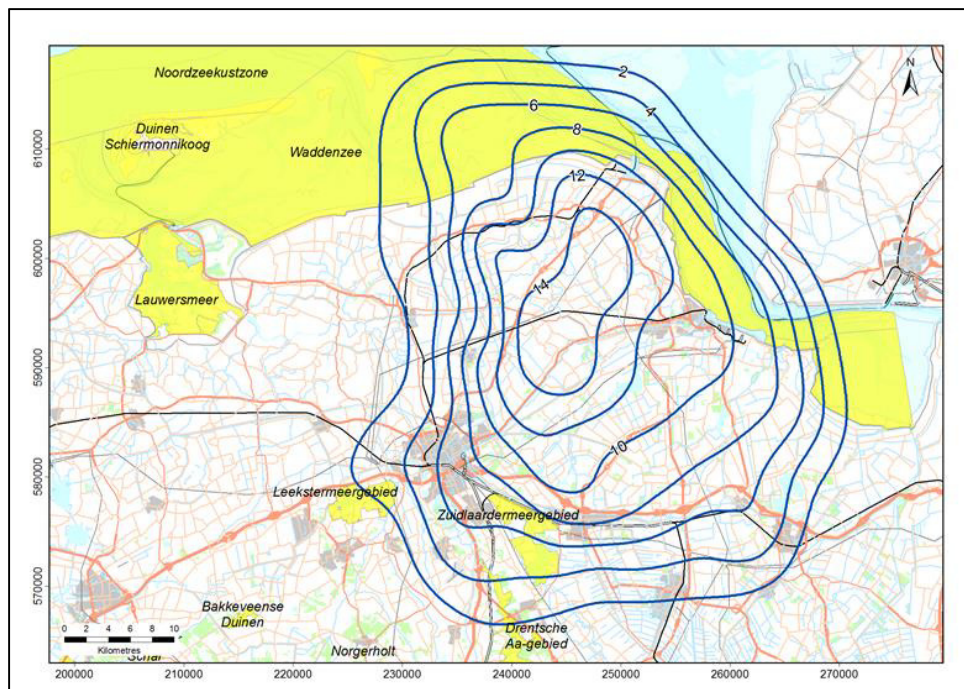 Noordzeekustzone
2
N
4
6
8
Duinen
Schiermonnikoog
Waddenzee
12
Lauwersmeer
14
10
Leekstermeergebied
Zuidlaardermeergebied
Bakkeveense
Duinen
Drentsche
Aa-gebied
Norgerholt
0 2 4 6 8 10
Kilometres
610000
600000
590000
580000
570000
200000 210000 220000 230000 240000 250000 260000 270000